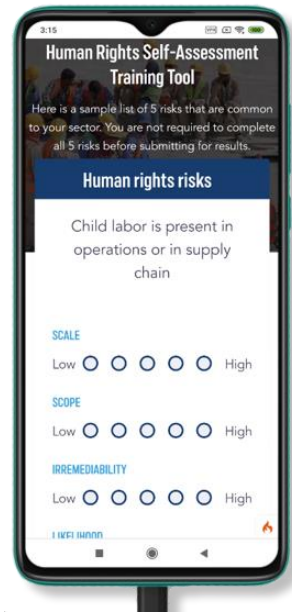 3:15
Human Rights Self-Assessment
Training Tool
Here is a sample list of 5 risks that are common
to your sector. You are not required to complete
all 5 risks before submitting for results.
Human rights risks
Child labor is present in
operations or in supply
chain
SCALE
Low High
SCOPE
Low High
IRREMEDIABILITY
Low High
LIKELIHOOD